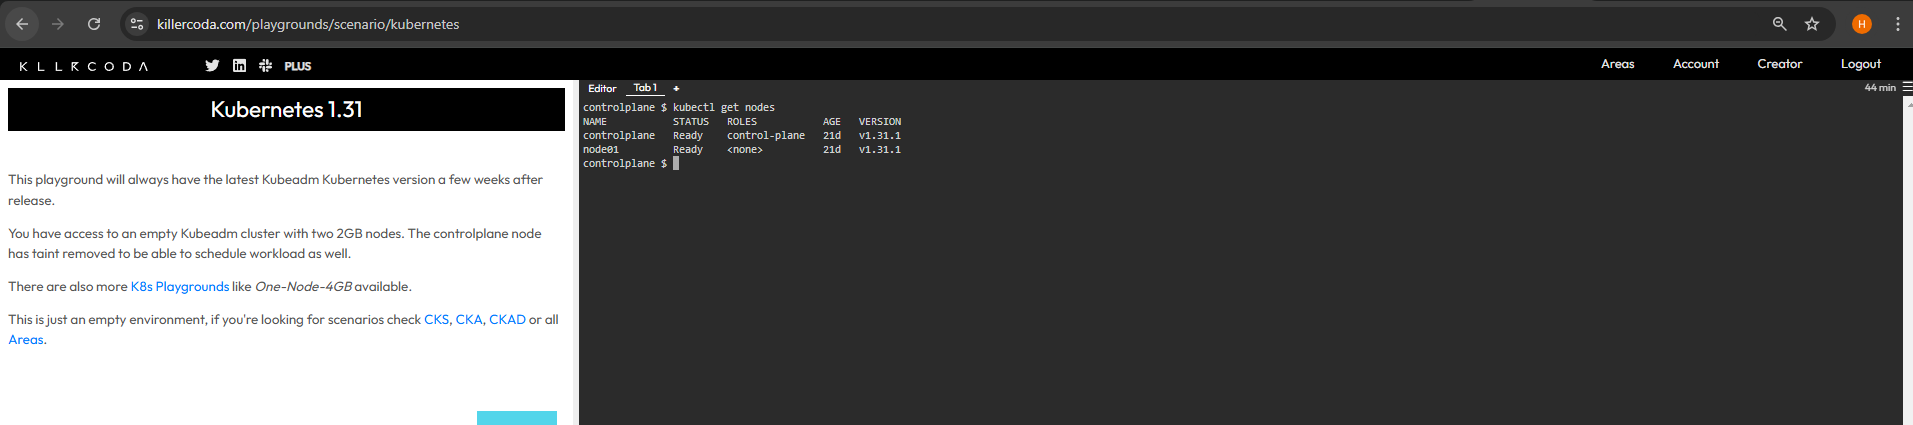 killercoda.com/playgrounds/scenario/kubernetes
H
KILLERCODA
PLUS
Areas
Account
Creator
Logout
Kubernetes 1.31
This playground will always have the latest Kubeadm Kubernetes version a few weeks after
release.
You have access to an empty Kubeadm cluster with two 2GB nodes. The controlplane node
has taint removed to be able to schedule workload as well.
There are also more K8s Playgrounds like One-Node-4GB available.
This is just an empty environment, if you're looking for scenarios check CKS, CKA, CKAD or all
Areas.
Editor Tab 1 +
44 min
controlplane $ kubectl get nodes
NAME STATUS ROLES AGE VERSION
controlplane Ready control-plane 21d v1.31.1
node01 Ready <none> 21d v1.31.1
controlplane $